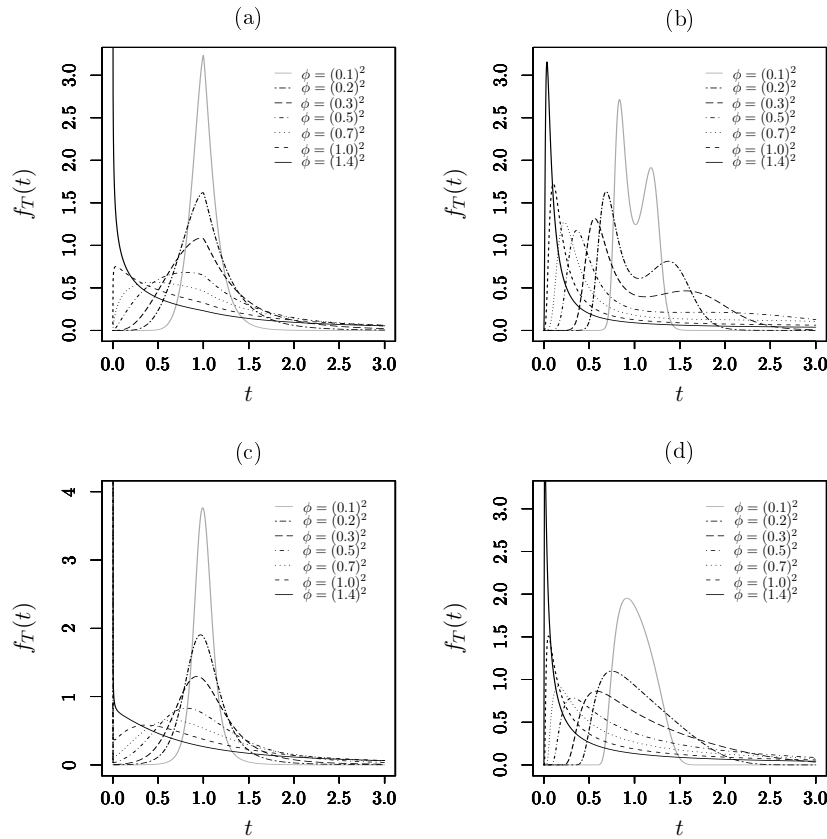 (a)
f_T(t)
3.0
2.5
2.0
1.5
1.0
0.5
0.0
ϕ = (0.1)²
ϕ = (0.2)²
ϕ = (0.3)²
ϕ = (0.5)²
ϕ = (0.7)²
ϕ = (1.0)²
ϕ = (1.4)²
0.0 0.5 1.0 1.5 2.0 2.5 3.0
t
(b)
f_T(t)
3.0
2.5
2.0
1.5
1.0
0.5
0.0
ϕ = (0.1)²
ϕ = (0.2)²
ϕ = (0.3)²
ϕ = (0.5)²
ϕ = (0.7)²
ϕ = (1.0)²
ϕ = (1.4)²
0.0 0.5 1.0 1.5 2.0 2.5 3.0
t
(c)
f_T(t)
4
3
2
1
0
ϕ = (0.1)²
ϕ = (0.2)²
ϕ = (0.3)²
ϕ = (0.5)²
ϕ = (0.7)²
ϕ = (1.0)²
ϕ = (1.4)²
0.0 0.5 1.0 1.5 2.0 2.5 3.0
t
(d)
f_T(t)
3.0
2.5
2.0
1.5
1.0
0.5
0.0
ϕ = (0.1)²
ϕ = (0.2)²
ϕ = (0.3)²
ϕ = (0.5)²
ϕ = (0.7)²
ϕ = (1.0)²
ϕ = (1.4)²
0.0 0.5 1.0 1.5 2.0 2.5 3.0
t